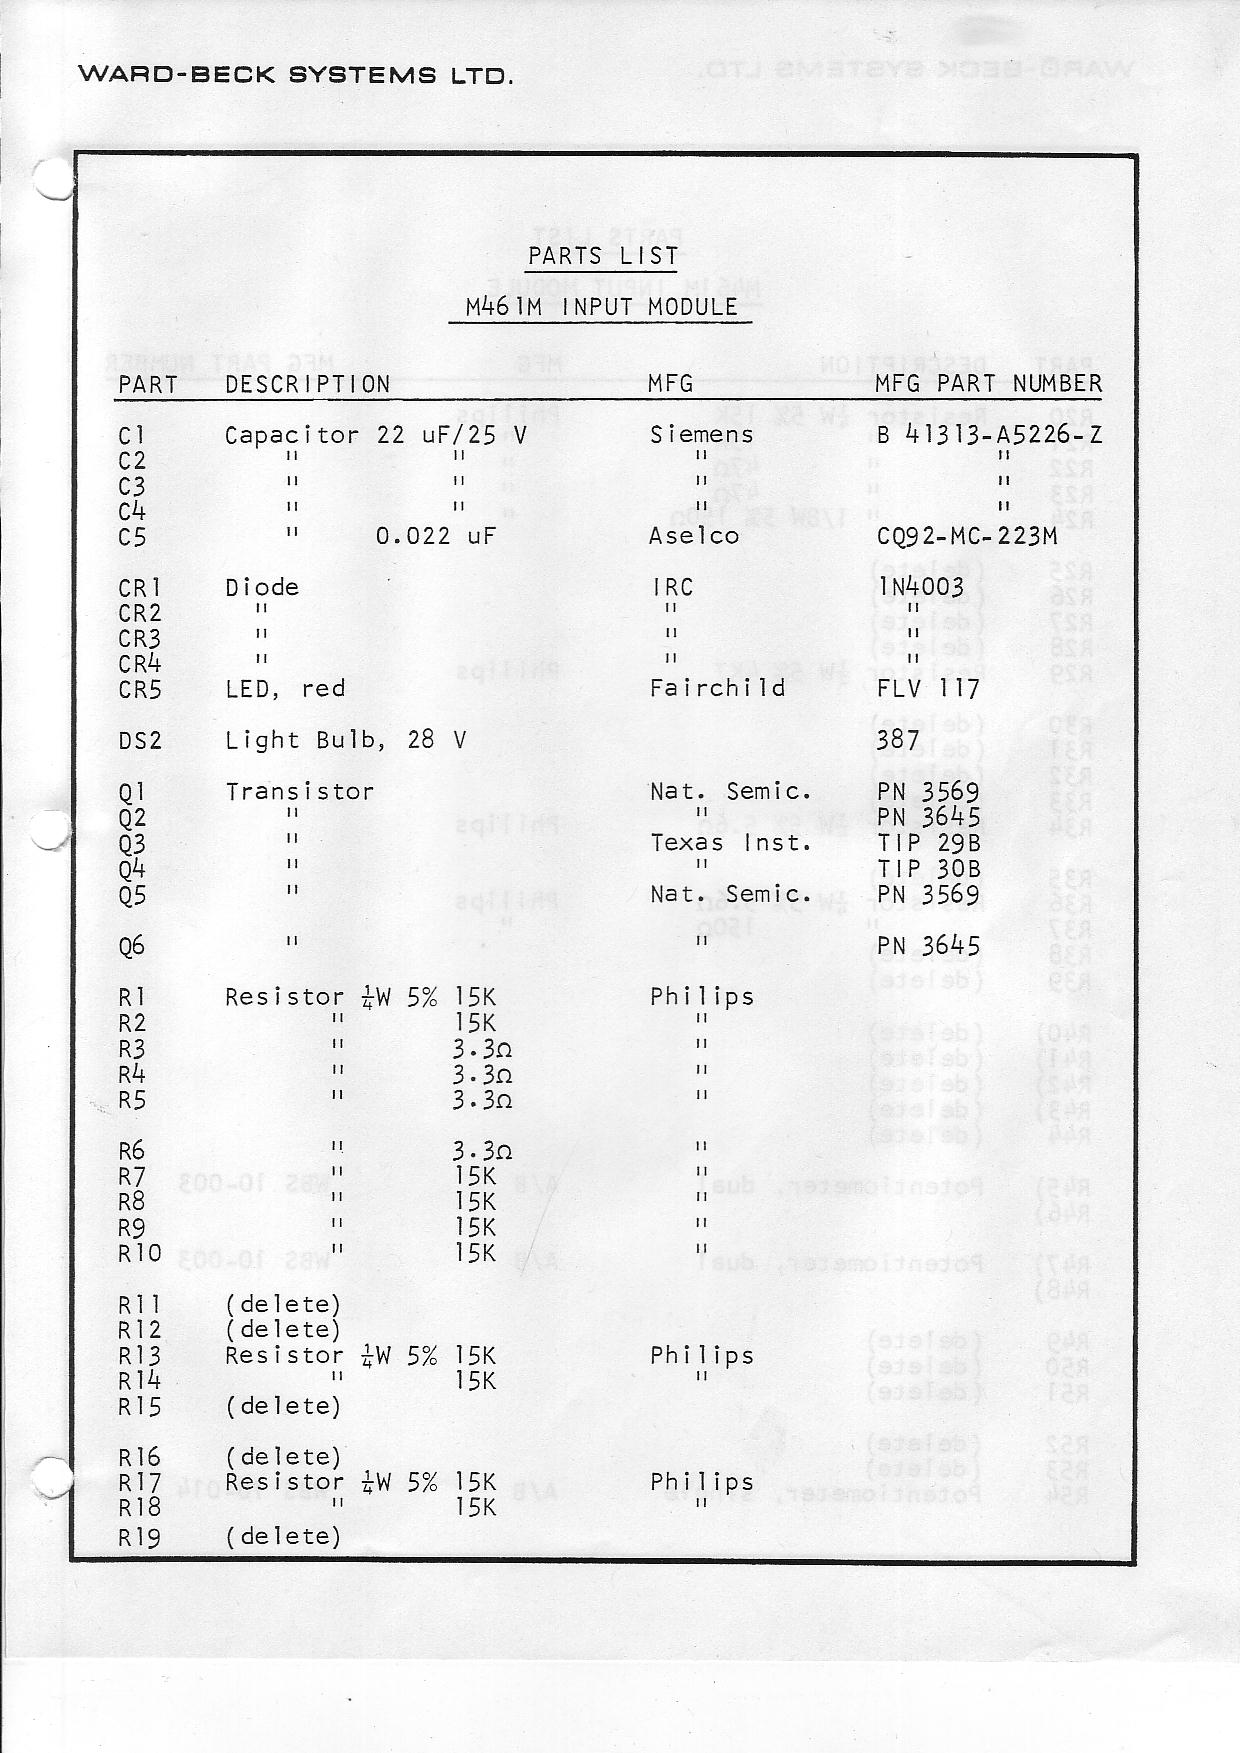 WARD-BECK SYSTEMS LTD.
PARTS LIST
M461M INPUT MODULE
PART DESCRIPTION MFG MFG PART NUMBER
C1 Capacitor 22 uF/25 V Siemens B 41313-A5226-Z
C2 " " " "
C3 " " " "
C4 " " " "
C5 " 0.022 uF Aselco CQ92-MC-223M
CR1 Diode IRC 1N4003
CR2 " " "
CR3 " " "
CR4 " " "
CR5 LED, red Fairchild FLV 117
DS2 Light Bulb, 28 V 387
Q1 Transistor Nat. Semic. PN 3569
Q2 " " PN 3645
Q3 " Texas Inst. TIP 29B
Q4 " " TIP 30B
Q5 " Nat. Semic. PN 3569
Q6 " " PN 3645
R1 Resistor ¼W 5% 15K Philips
R2 " 15K "
R3 " 3.3Ω "
R4 " 3.3Ω "
R5 " 3.3Ω "
R6 " 3.3Ω "
R7 " 15K "
R8 " 15K "
R9 " 15K "
R10 " 15K "
R11 (delete)
R12 (delete)
R13 Resistor ¼W 5% 15K Philips
R14 " 15K "
R15 (delete)
R16 (delete)
R17 Resistor ¼W 5% 15K Philips
R18 " 15K "
R19 (delete)